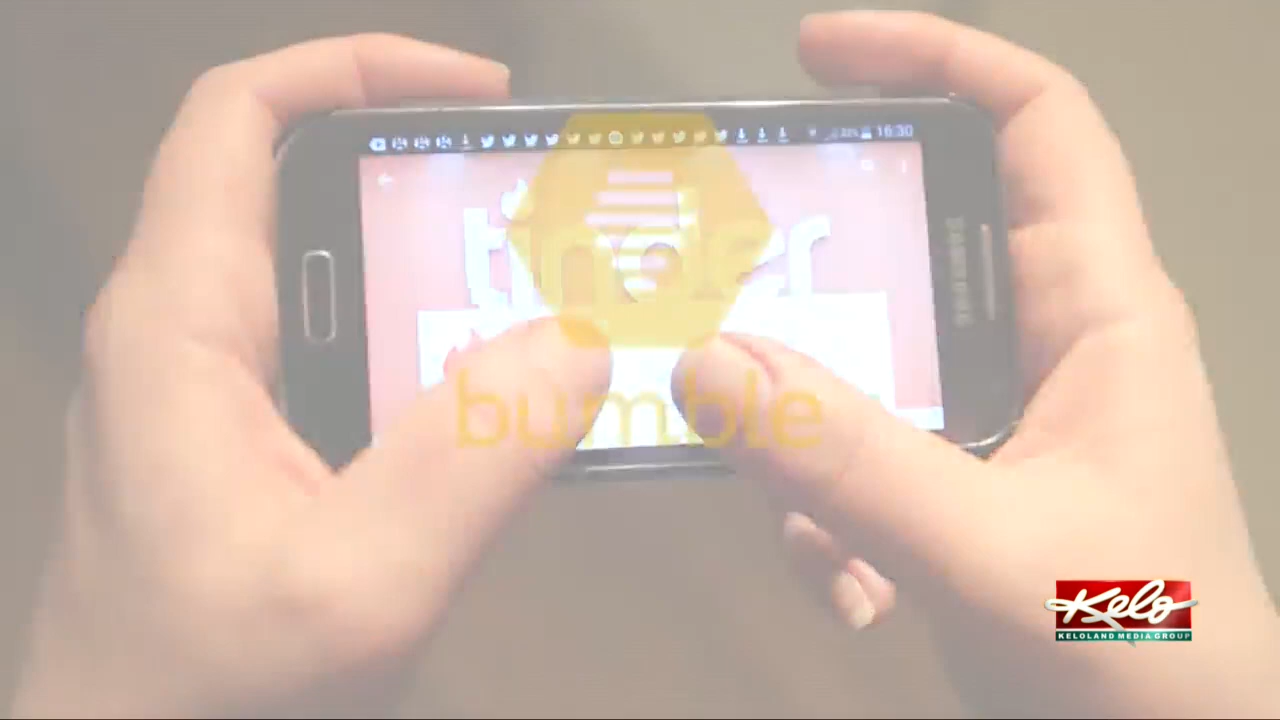 16:30
tinder
SAMSUNG
bumble
Kelo
KELOLAND MEDIA GROUP